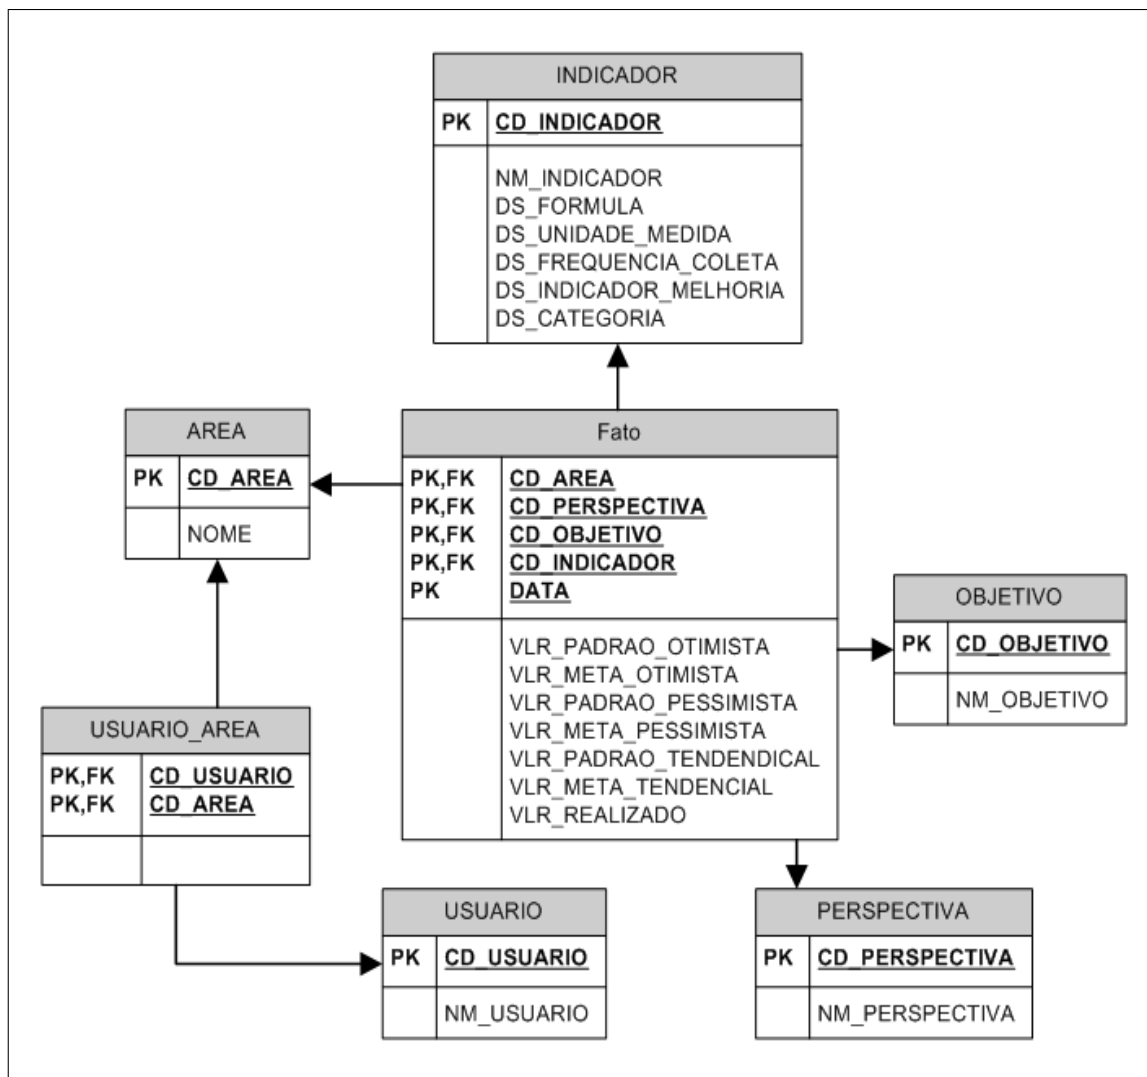 INDICADOR
PK CD_INDICADOR
NM_INDICADOR
DS_FORMULA
DS_UNIDADE_MEDIDA
DS_FREQUENCIA_COLETA
DS_INDICADOR_MELHORIA
DS_CATEGORIA
AREA
PK CD_AREA
NOME
Fato
PK,FK CD_AREA
PK,FK CD_PERSPECTIVA
PK,FK CD_OBJETIVO
PK,FK CD_INDICADOR
PK DATA
VLR_PADRAO_OTIMISTA
VLR_META_OTIMISTA
VLR_PADRAO_PESSIMISTA
VLR_META_PESSIMISTA
VLR_PADRAO_TENDENDICAL
VLR_META_TENDENCIAL
VLR_REALIZADO
OBJETIVO
PK CD_OBJETIVO
NM_OBJETIVO
USUARIO_AREA
PK,FK CD_USUARIO
PK,FK CD_AREA
USUARIO
PK CD_USUARIO
NM_USUARIO
PERSPECTIVA
PK CD_PERSPECTIVA
NM_PERSPECTIVA